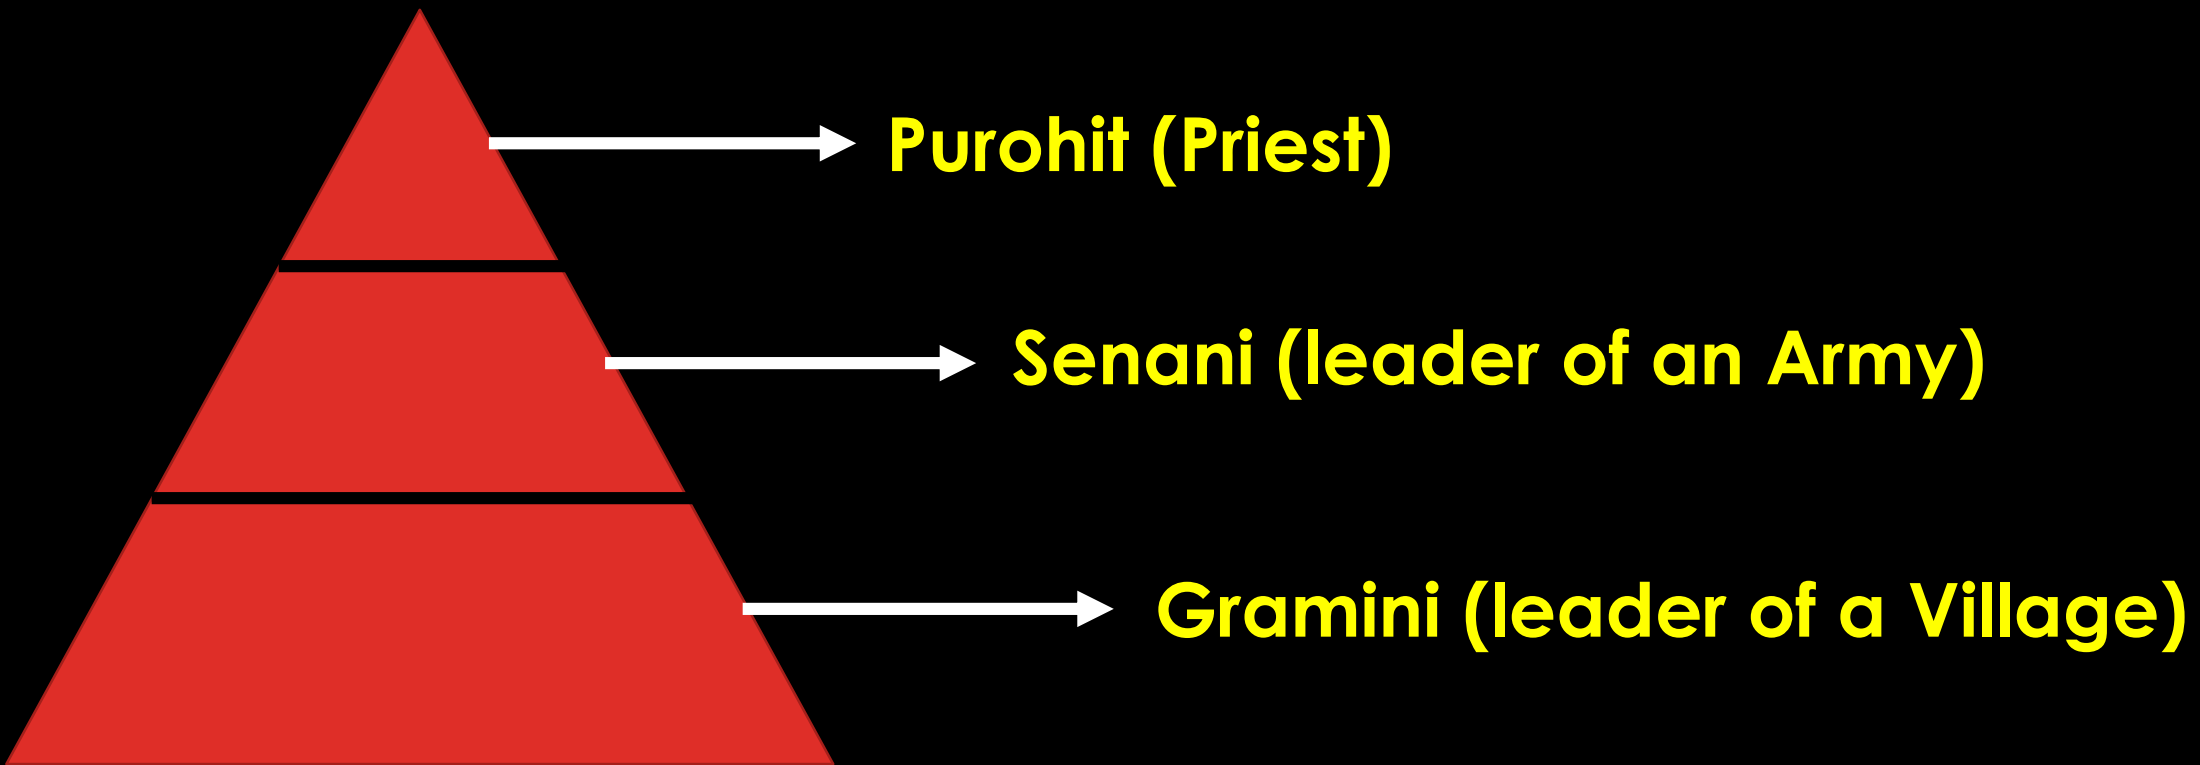 Purohit (Priest)
Senani (leader of an Army)
Gramini (leader of a Village)